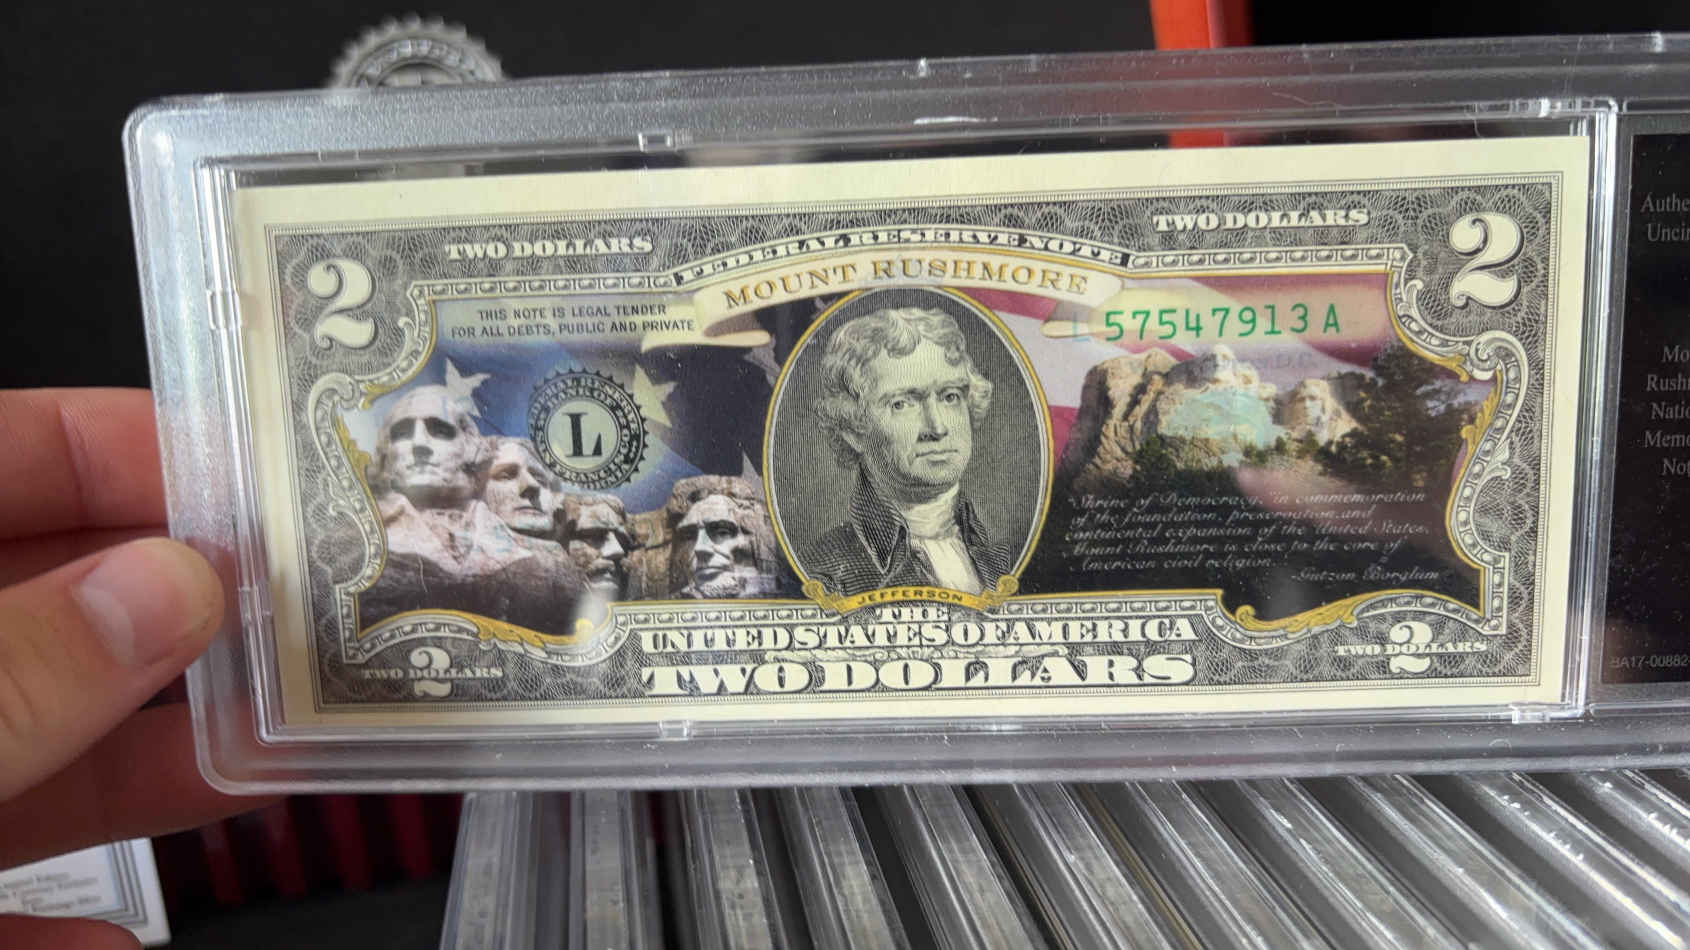 TWO DOLLARS
FEDERAL RESERVE NOTE
TWO DOLLARS
2
2
MOUNT RUSHMORE
THIS NOTE IS LEGAL TENDER
FOR ALL DEBTS, PUBLIC AND PRIVATE
L 57547913 A
L
"Shrine of Democracy," in commemoration
of the foundation, preservation, and
continental expansion of the United States.
Mount Rushmore is close to the core of
American civil religion.
-Gutzon Borglum
JEFFERSON
THE
UNITED STATES OF AMERICA
TWO DOLLARS
2
TWO DOLLARS
2
TWO DOLLARS
BA17-0088